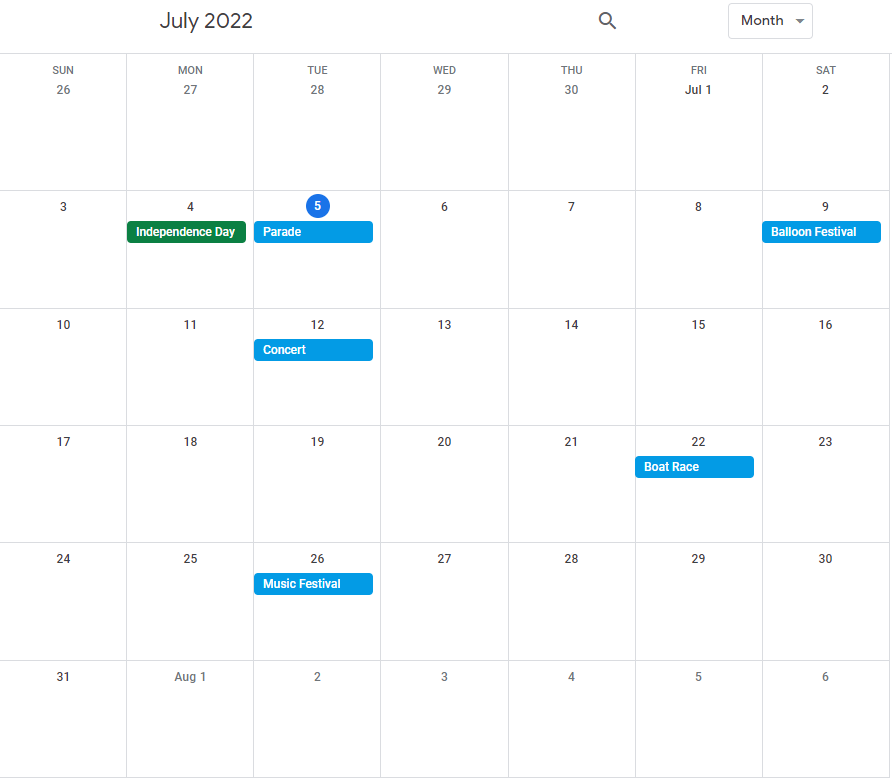 July 2022 Month
SUN MON TUE WED THU FRI SAT
26 27 28 29 30 Jul 1 2
3 4 5 6 7 8 9
Independence Day Parade Balloon Festival
10 11 12 13 14 15 16
Concert
17 18 19 20 21 22 23
Boat Race
24 25 26 27 28 29 30
Music Festival
31 Aug 1 2 3 4 5 6